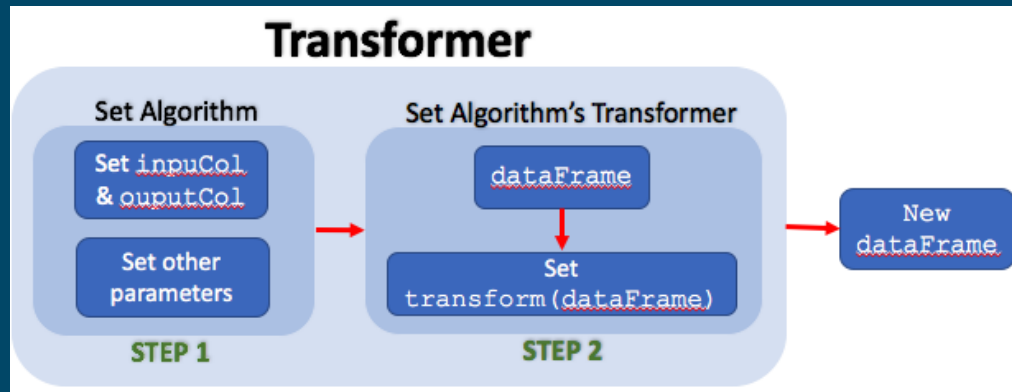 Transformer
Set Algorithm
Set inpuCol
& ouputCol
Set other
parameters
STEP 1
Set Algorithm's Transformer
dataFrame
Set
transform(dataFrame)
STEP 2
New
dataFrame